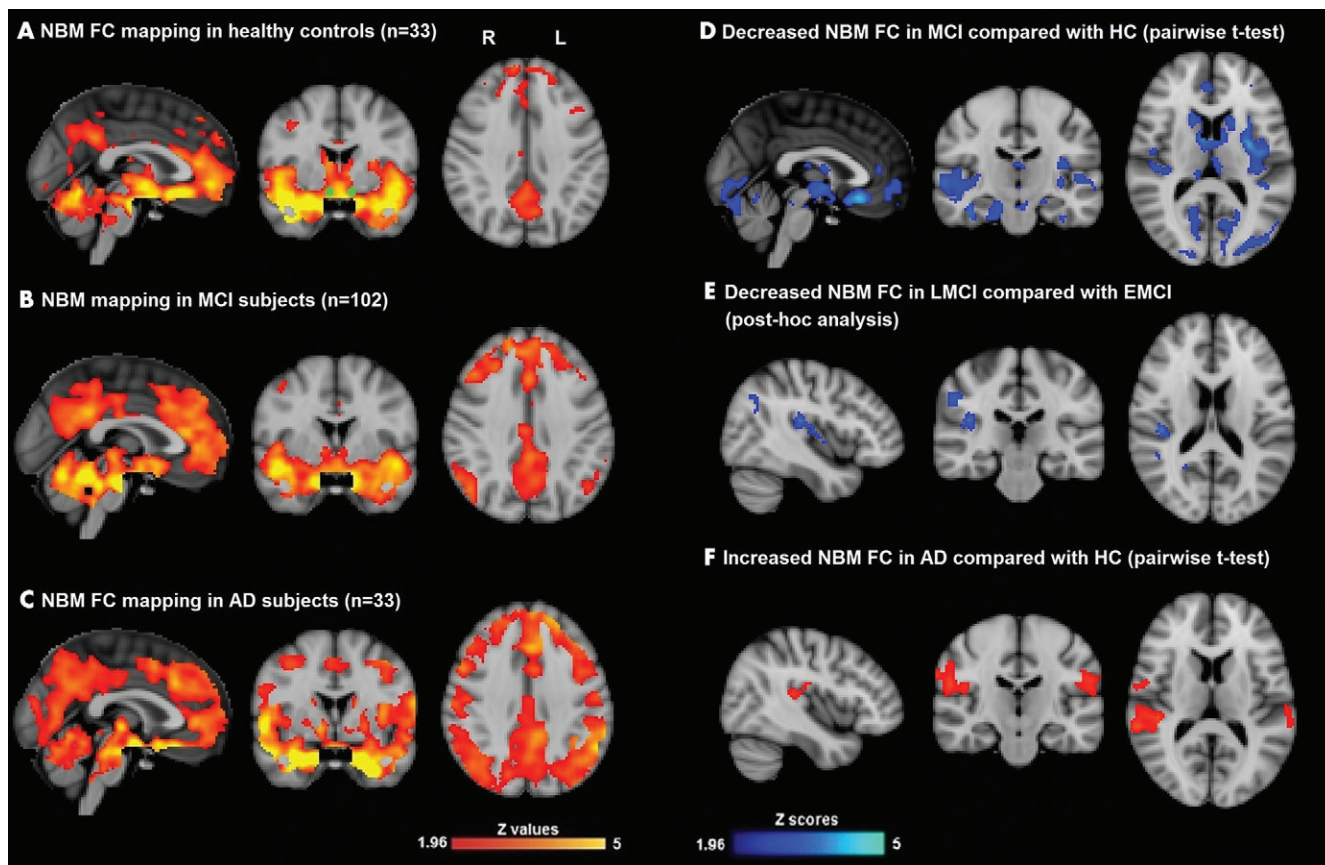 A NBM FC mapping in healthy controls (n=33)
R L
B NBM mapping in MCI subjects (n=102)
C NBM FC mapping in AD subjects (n=33)
Z values
1.96 5
D Decreased NBM FC in MCI compared with HC (pairwise t-test)
E Decreased NBM FC in LMCI compared with EMCI
(post-hoc analysis)
F Increased NBM FC in AD compared with HC (pairwise t-test)
Z scores
1.96 5